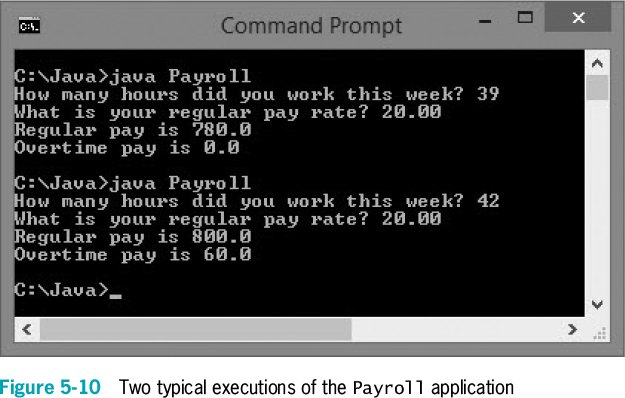 Command Prompt
C:\Java>java Payroll
How many hours did you work this week? 39
What is your regular pay rate? 20.00
Regular pay is 780.0
Overtime pay is 0.0
C:\Java>java Payroll
How many hours did you work this week? 42
What is your regular pay rate? 20.00
Regular pay is 800.0
Overtime pay is 60.0
C:\Java>_
Figure 5-10 Two typical executions of the Payroll application